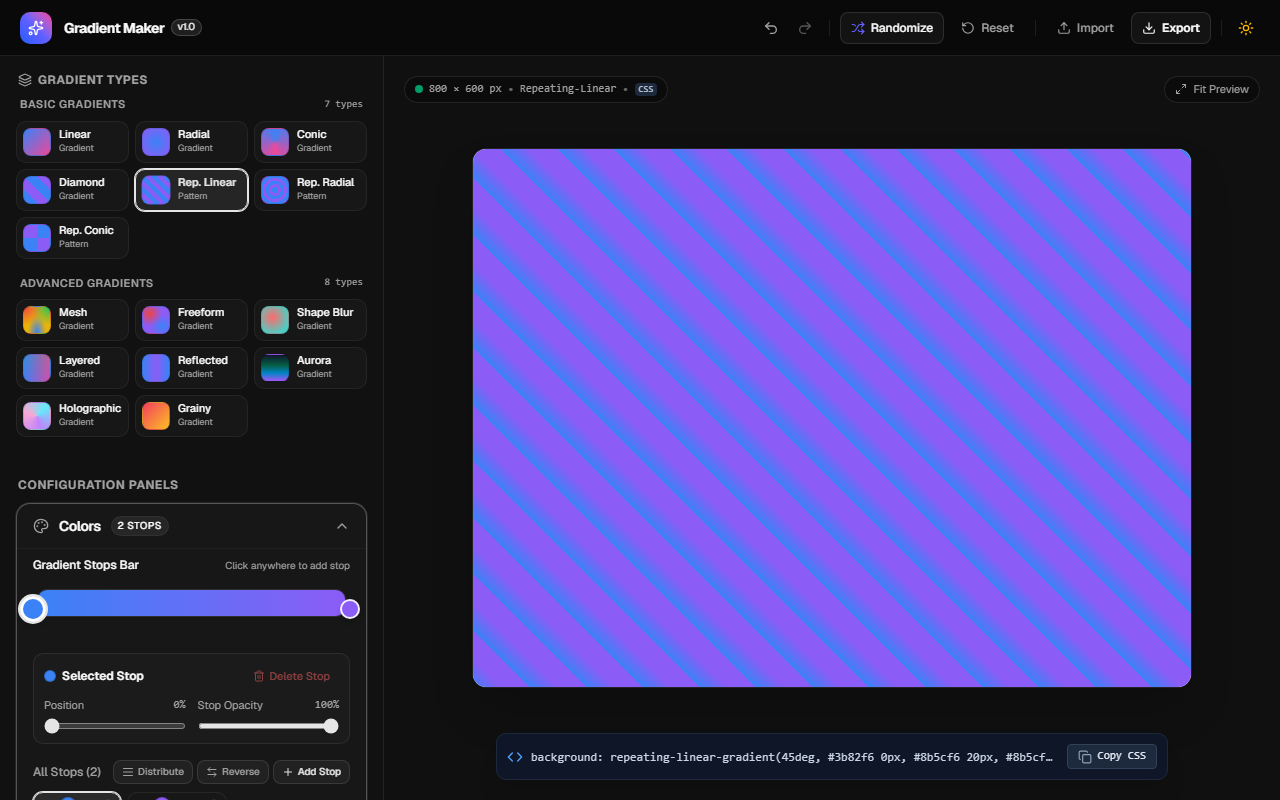 Gradient Maker v1.0
Randomize
Reset
Import
Export
GRADIENT TYPES
BASIC GRADIENTS 7 types
Linear
Gradient
Radial
Gradient
Conic
Gradient
Diamond
Gradient
Rep. Linear
Pattern
Rep. Radial
Pattern
Rep. Conic
Pattern
ADVANCED GRADIENTS 8 types
Mesh
Gradient
Freeform
Gradient
Shape Blur
Gradient
Layered
Gradient
Reflected
Gradient
Aurora
Gradient
Holographic
Gradient
Grainy
Gradient
CONFIGURATION PANELS
Colors 2 STOPS
Gradient Stops Bar Click anywhere to add stop
Selected Stop Delete Stop
Position 0% Stop Opacity 100%
All Stops (2) Distribute Reverse + Add Stop
800 × 600 px • Repeating-Linear • CSS
Fit Preview
background: repeating-linear-gradient(45deg, #3b82f6 0px, #8b5cf6 20px, #8b5cf…
Copy CSS